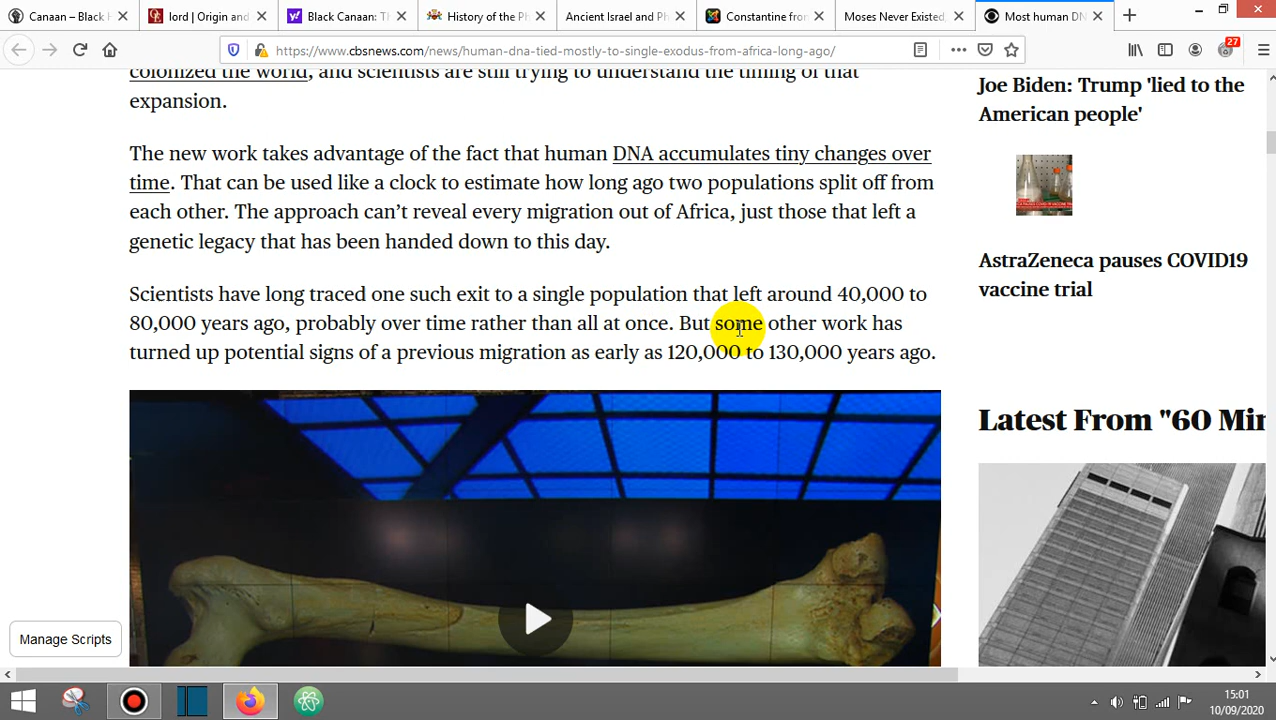 Canaan – Black H
lord | Origin and
Black Canaan: Th
History of the Ph
Ancient Israel and Ph
Constantine from
Moses Never Existed,
Most human DN
https://www.cbsnews.com/news/human-dna-tied-mostly-to-single-exodus-from-africa-long-ago/
27
colonized the world, and scientists are still trying to understand the timing of that
expansion.
The new work takes advantage of the fact that human DNA accumulates tiny changes over
time. That can be used like a clock to estimate how long ago two populations split off from
each other. The approach can’t reveal every migration out of Africa, just those that left a
genetic legacy that has been handed down to this day.
Scientists have long traced one such exit to a single population that left around 40,000 to
80,000 years ago, probably over time rather than all at once. But some other work has
turned up potential signs of a previous migration as early as 120,000 to 130,000 years ago.
Joe Biden: Trump 'lied to the
American people'
AstraZeneca pauses COVID19
vaccine trial
Latest From "60 Min
Manage Scripts
15:01
10/09/2020